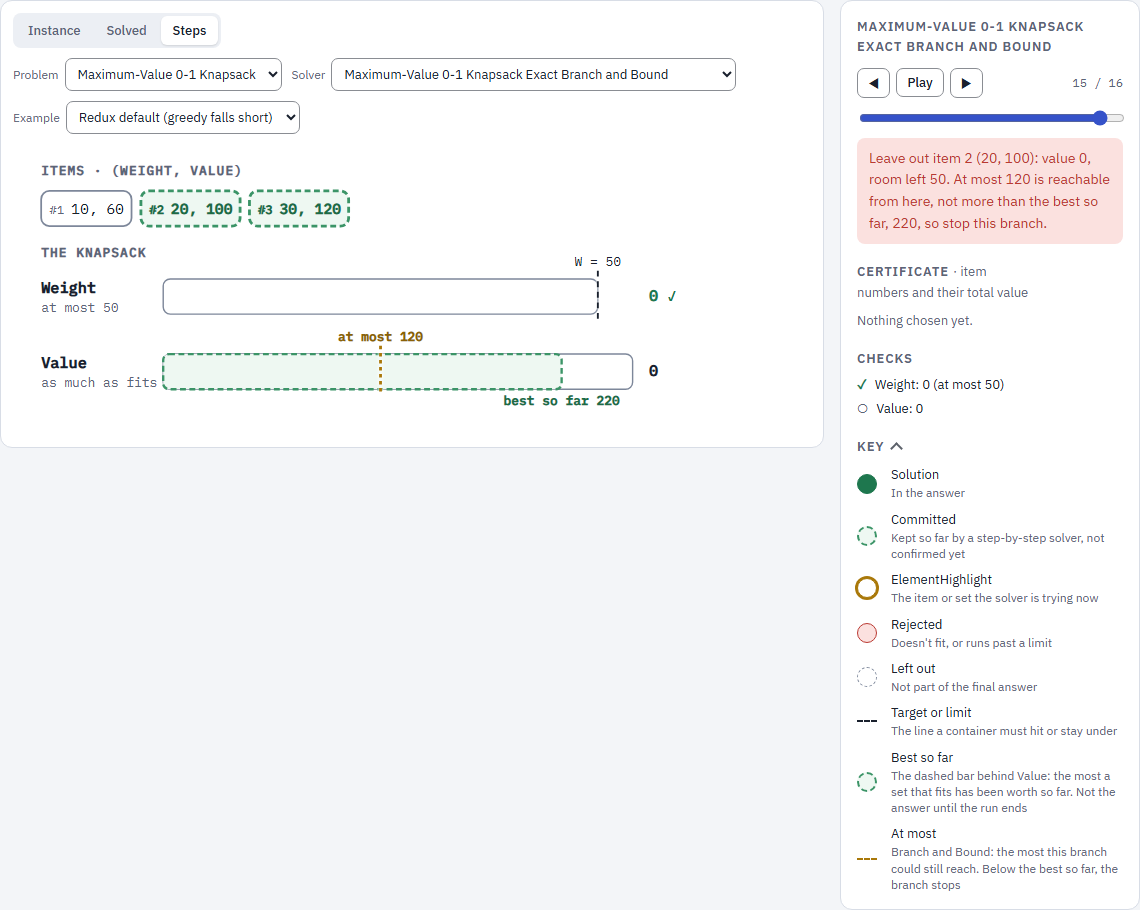 Instance Solved Steps
Problem Maximum-Value 0-1 Knapsack Solver Maximum-Value 0-1 Knapsack Exact Branch and Bound
Example Redux default (greedy falls short)
ITEMS · (WEIGHT, VALUE)
#1 10, 60 #2 20, 100 #3 30, 120
THE KNAPSACK
W = 50
Weight
at most 50
0 ✓
at most 120
Value
as much as fits
0
best so far 220
MAXIMUM-VALUE 0-1 KNAPSACK
EXACT BRANCH AND BOUND
◀ Play ▶ 15 / 16
Leave out item 2 (20, 100): value 0,
room left 50. At most 120 is reachable
from here, not more than the best so
far, 220, so stop this branch.
CERTIFICATE · item
numbers and their total value
Nothing chosen yet.
CHECKS
✓ Weight: 0 (at most 50)
○ Value: 0
KEY
Solution
In the answer
Committed
Kept so far by a step-by-step solver, not
confirmed yet
ElementHighlight
The item or set the solver is trying now
Rejected
Doesn't fit, or runs past a limit
Left out
Not part of the final answer
Target or limit
The line a container must hit or stay under
Best so far
The dashed bar behind Value: the most a
set that fits has been worth so far. Not the
answer until the run ends
At most
Branch and Bound: the most this branch
could still reach. Below the best so far, the
branch stops